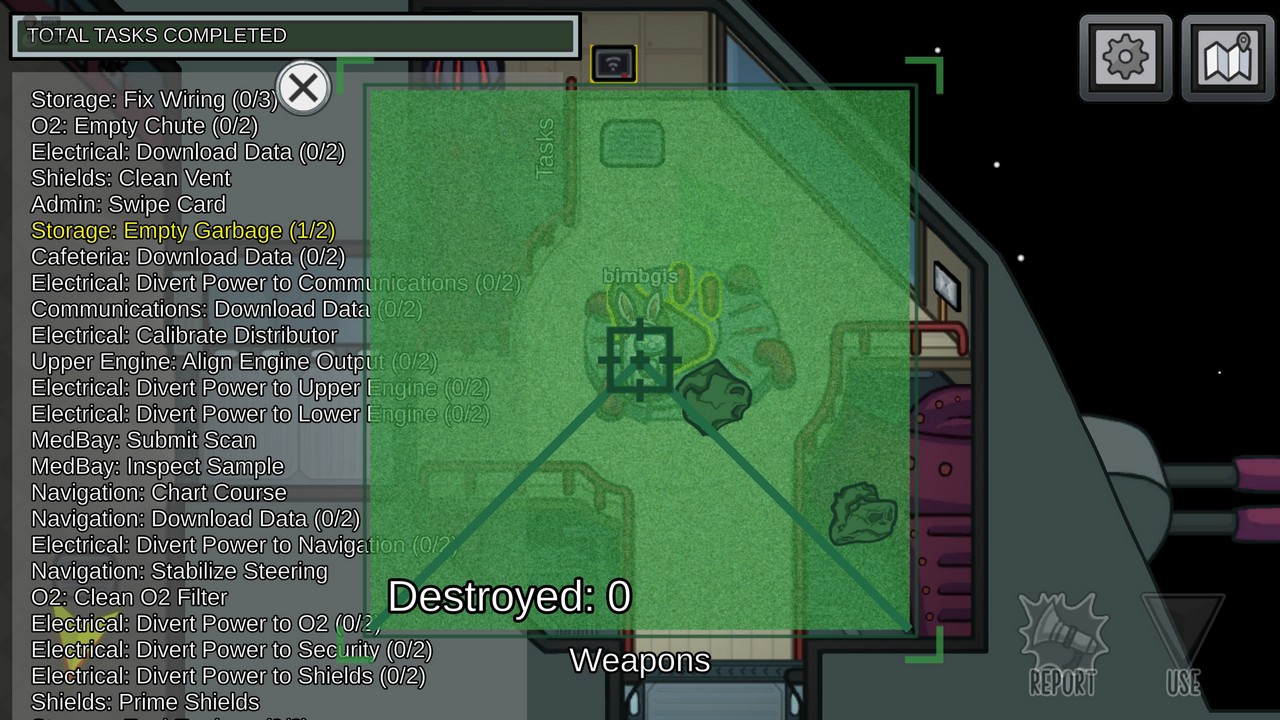 TOTAL TASKS COMPLETED
Storage: Fix Wiring (0/3)
O2: Empty Chute (0/2)
Electrical: Download Data (0/2)
Shields: Clean Vent
Admin: Swipe Card
Storage: Empty Garbage (1/2)
Cafeteria: Download Data (0/2)
Electrical: Divert Power to Communications (0/2)
Communications: Download Data (0/2)
Electrical: Calibrate Distributor
Upper Engine: Align Engine Output (0/2)
Electrical: Divert Power to Upper Engine (0/2)
Electrical: Divert Power to Lower Engine (0/2)
MedBay: Submit Scan
MedBay: Inspect Sample
Navigation: Chart Course
Navigation: Download Data (0/2)
Electrical: Divert Power to Navigation (0/2)
Navigation: Stabilize Steering
O2: Clean O2 Filter
Electrical: Divert Power to O2 (0/2)
Electrical: Divert Power to Security (0/2)
Electrical: Divert Power to Shields (0/2)
Shields: Prime Shields
Tasks
bimbgis
Destroyed: 0
Weapons
REPORT
USE